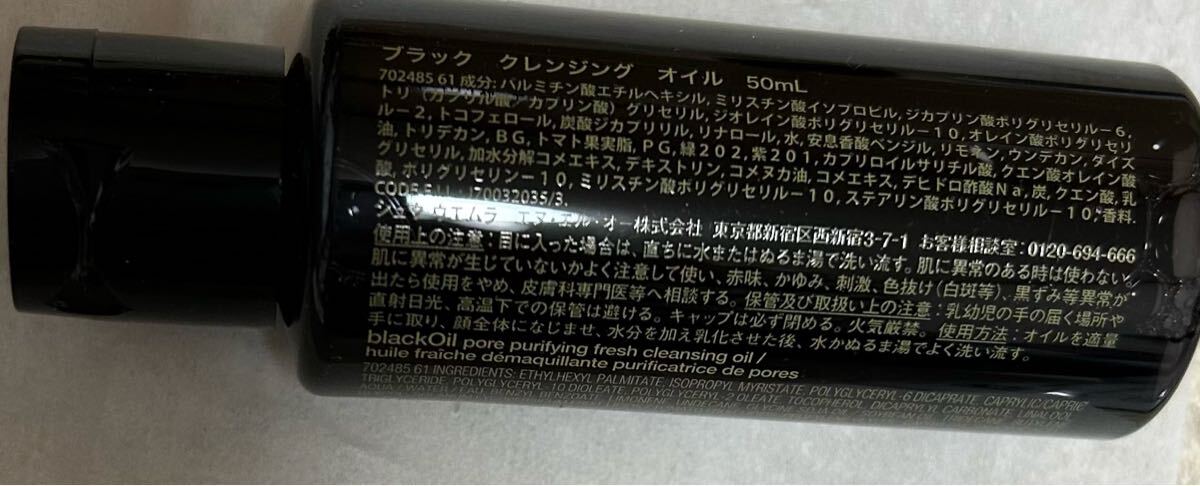 ブラック クレンジング オイル 50mL
702485 61 成分: パルミチン酸エチルヘキシル, ミリスチン酸イソプロピル, ジカプリン酸ポリグリセリル-6,
トリ(カプリル酸/カプリン酸)グリセリル, ジオレイン酸ポリグリセリル-10, オレイン酸ポリグリセリ
ル-2, トコフェロール, 炭酸ジカプリリル, リナロール, 水, 安息香酸ベンジル, リモネン, ウンデカン, ダイズ
油, トリデカン, BG, トマト果実脂, PG, 緑202, 紫201, カプリロイルサリチル酸, クエン酸オレイン酸
グリセリル, 加水分解コメエキス, デキストリン, コメヌカ油, コメエキス, デヒドロ酢酸Na, 炭, クエン酸, 乳
酸, ポリグリセリン-10, ミリスチン酸ポリグリセリル-10, ステアリン酸ポリグリセリル-10, 香料.
CODE F.I.L.
シュウ ウエムラ エヌ・エル・オー株式会社 東京都新宿区西新宿3-7-1 お客様相談室: 0120-694-666
使用上の注意: 目に入った場合は、直ちに水またはぬるま湯で洗い流す。肌に異常のある時は使わない。
肌に異常が生じていないかよく注意して使い、赤味、かゆみ、刺激、色抜け(白斑等)、黒ずみ等異常が
出たら使用をやめ、皮膚科専門医等へ相談する。保管及び取扱い上の注意: 乳幼児の手の届く場所や
直射日光、高温下での保管は避ける。キャップは必ず閉める。火気厳禁。使用方法: オイルを適量
手に取り、顔全体になじませ、水分を加え乳化させた後、水かぬるま湯でよく洗い流す。
blackOil pore purifying fresh cleansing oil /
huile fraîche démaquillante purificatrice de pores
702485 61 INGREDIENTS: ETHYLHEXYL PALMITATE, ISOPROPYL MYRISTATE, POLYGLYCERYL-6 DICAPRATE, CAPRYLIC/CAPRIC
TRIGLYCERIDE, POLYGLYCERYL-10 DIOLEATE, POLYGLYCERYL-2 OLEATE, TOCOPHEROL, DICAPRYLYL CARBONATE, LINALOOL,
AQUA / WATER / EAU, BENZYL BENZOATE, LIMONENE, UNDECANE,